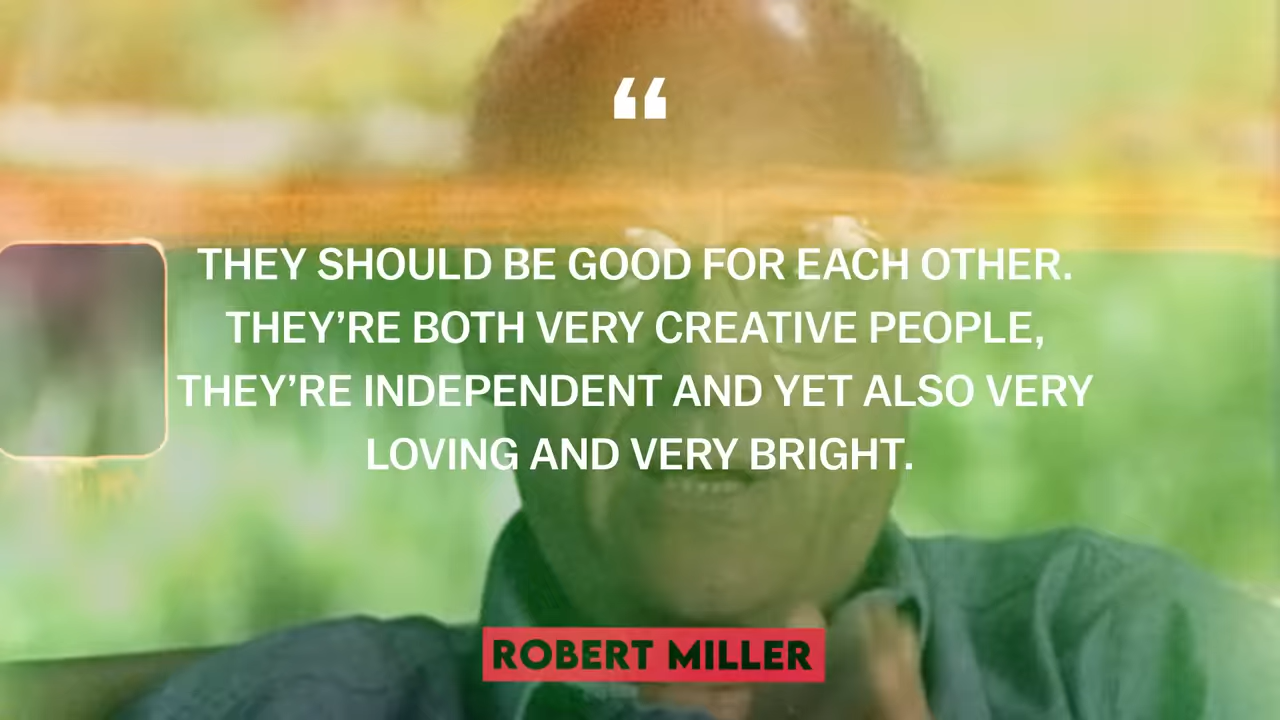 “
THEY SHOULD BE GOOD FOR EACH OTHER.
THEY’RE BOTH VERY CREATIVE PEOPLE,
THEY’RE INDEPENDENT AND YET ALSO VERY
LOVING AND VERY BRIGHT.
ROBERT MILLER